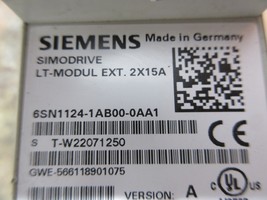 SIEMENS Made in Germany
SIMODRIVE
LT-MODUL EXT. 2X15A
6SN1124-1AB00-0AA1
S T-W22071250
GWE-566118901075
VERSION: A